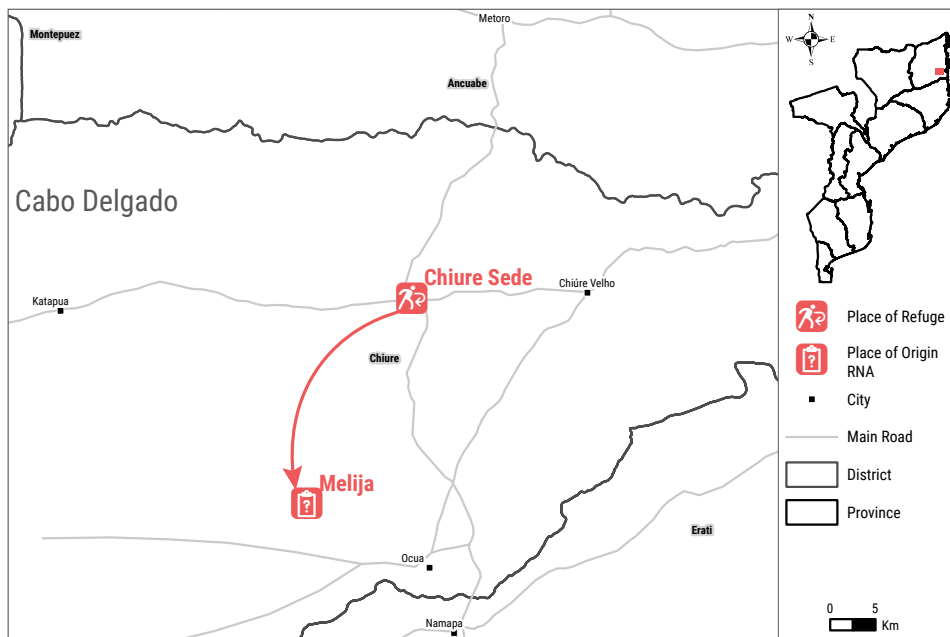 Metoro
Montepuez
Ancuabe
Cabo Delgado
Chiure Sede
Chiúre Velho
Katapua
Chiure
Melija
?
Erati
Ocua
Namapa
N
W
E
S
Place of Refuge
?
Place of Origin
RNA
City
Main Road
District
Province
0 5
Km